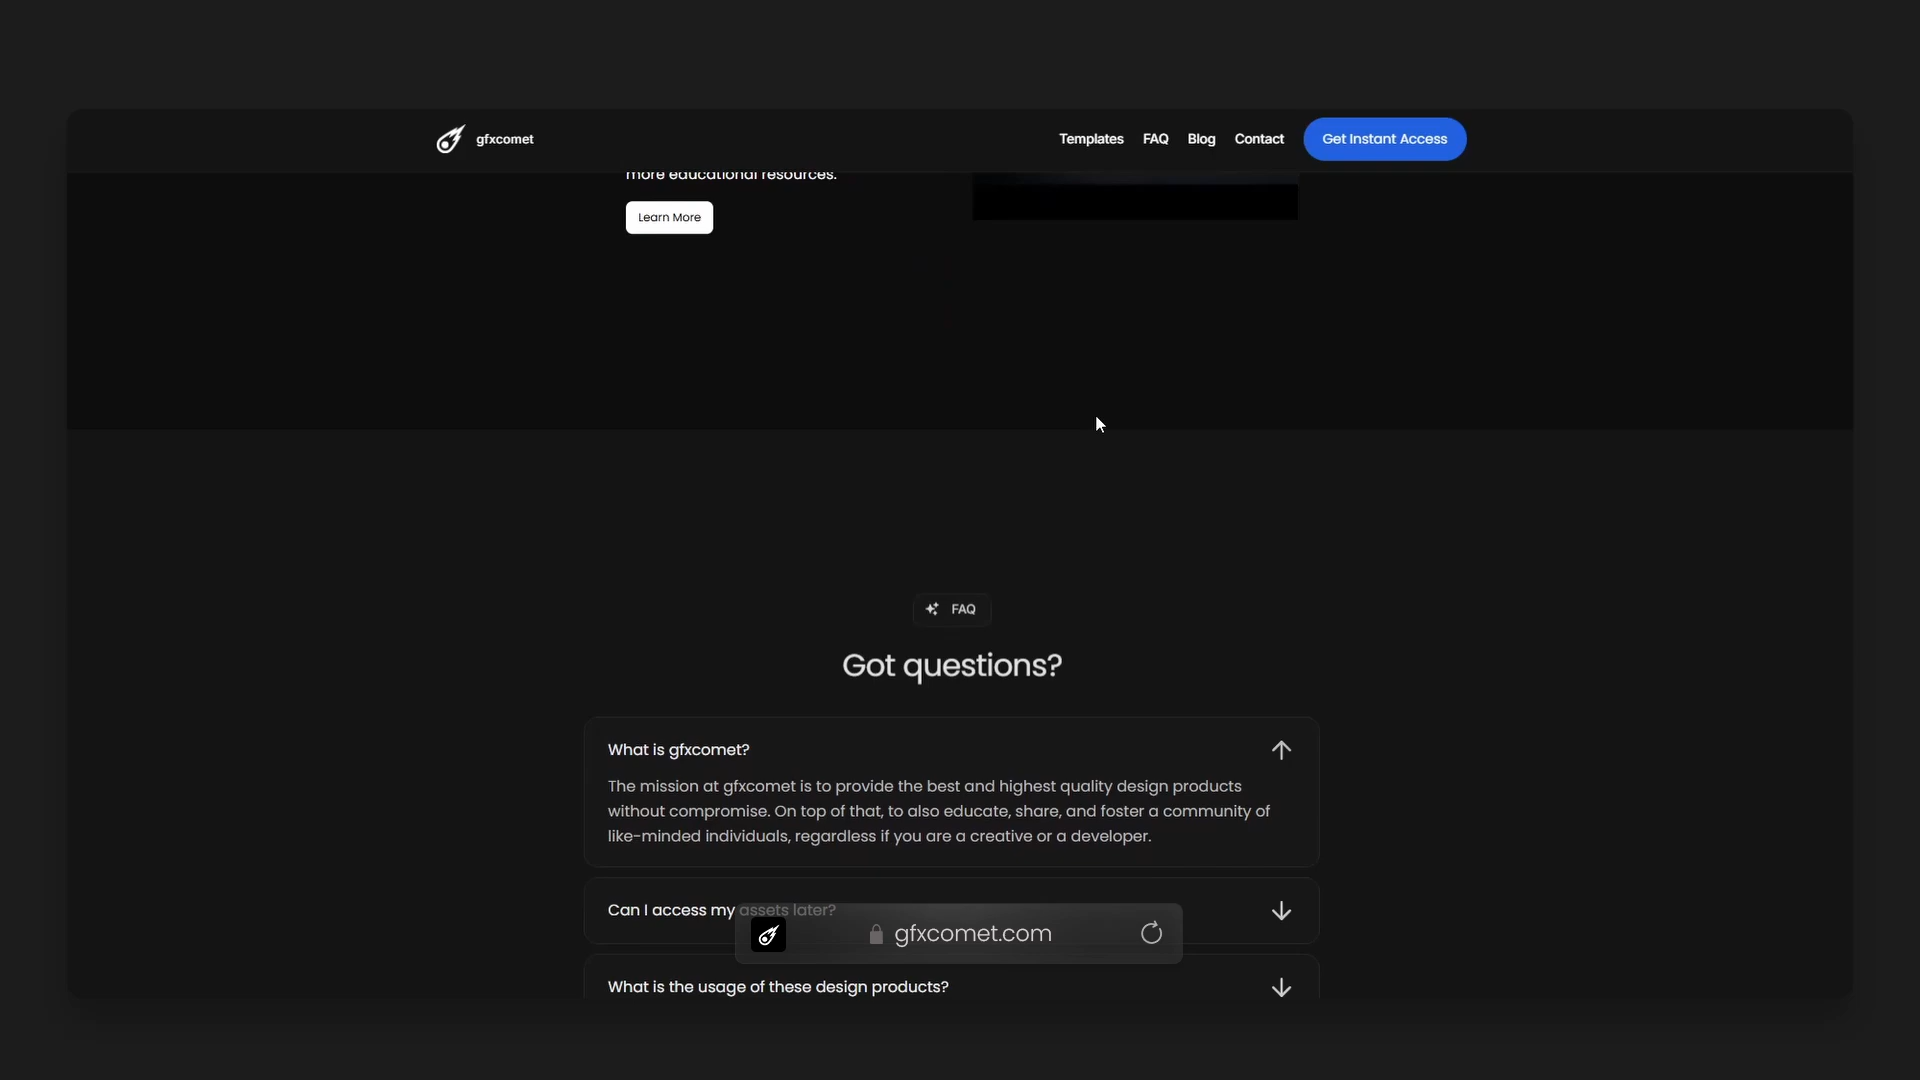 gfxcomet
Templates FAQ Blog Contact Get Instant Access
more educational resources.
Learn More
FAQ
Got questions?
What is gfxcomet?
The mission at gfxcomet is to provide the best and highest quality design products
without compromise. On top of that, to also educate, share, and foster a community of
like-minded individuals, regardless if you are a creative or a developer.
Can I access my assets later?
gfxcomet.com
What is the usage of these design products?